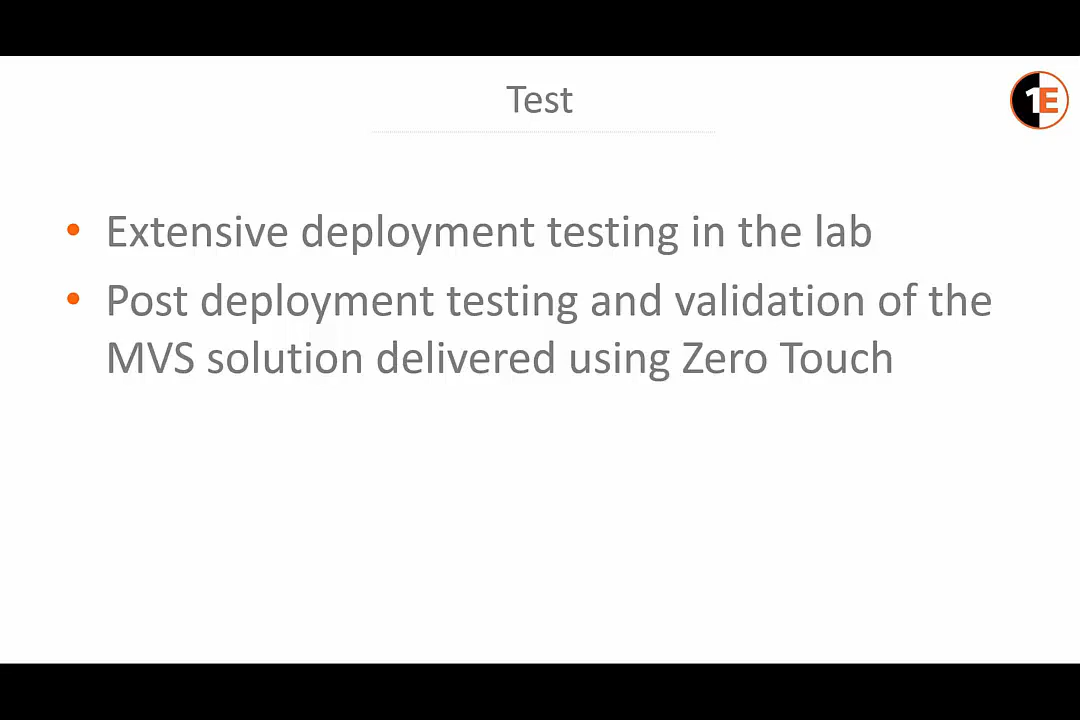 Test
1E
• Extensive deployment testing in the lab
• Post deployment testing and validation of the
MVS solution delivered using Zero Touch